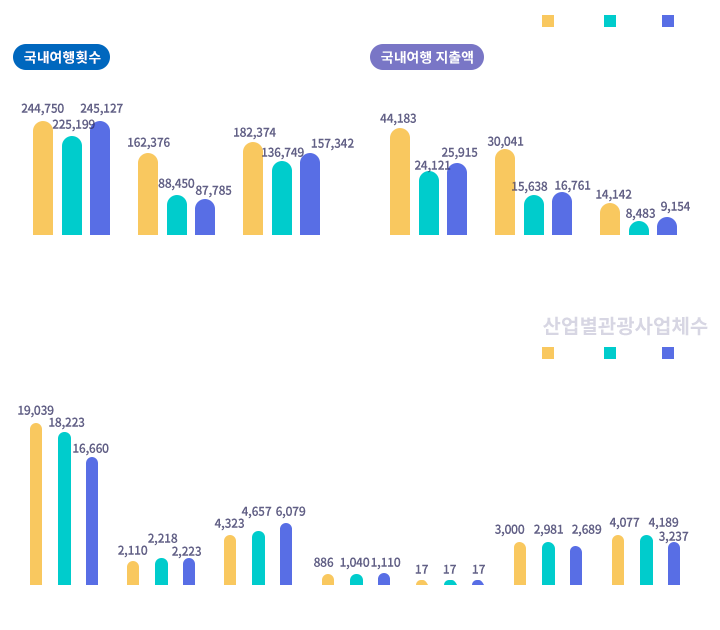 국내여행횟수
244,750 225,199 245,127
162,376 88,450 87,785
182,374 136,749 157,342
국내여행 지출액
44,183 24,121 25,915
30,041 15,638 16,761
14,142 8,483 9,154
산업별관광사업체수
19,039 18,223 16,660
2,110 2,218 2,223
4,323 4,657 6,079
886 1,040 1,110
17 17 17
3,000 2,981 2,689
4,077 4,189 3,237